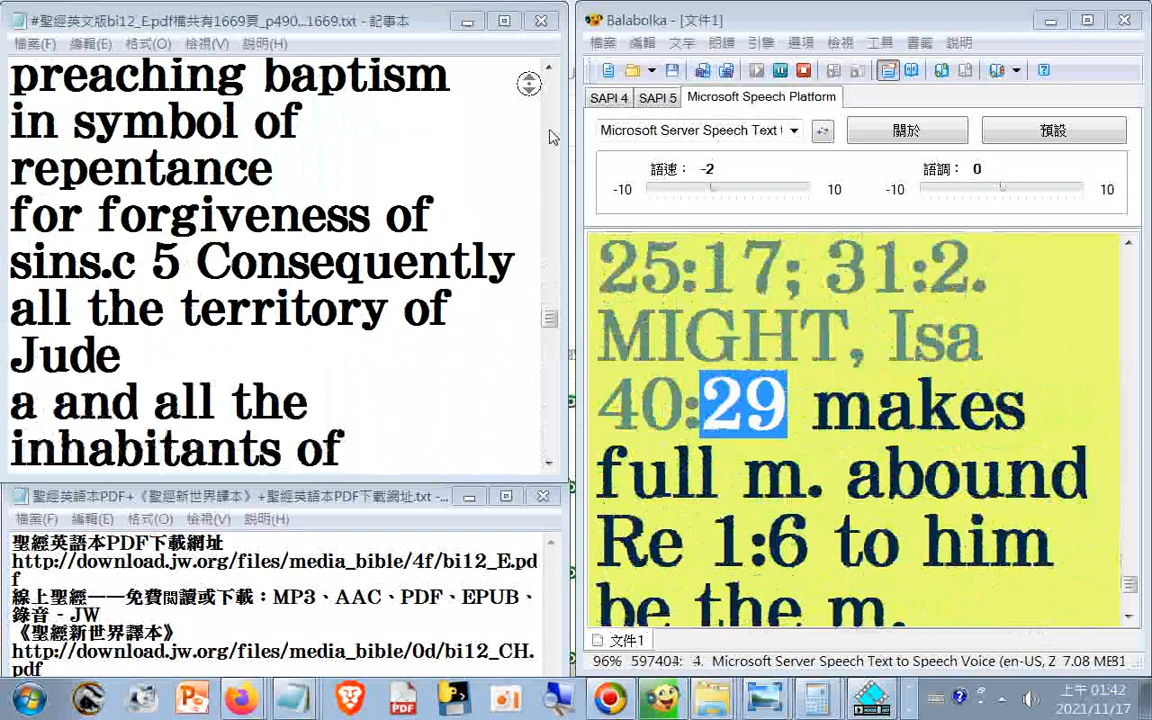 #聖經英文版bi12_E.pdf檔共有1669頁_p490...1669.txt - 記事本
檔案(F) 編輯(E) 格式(O) 檢視(V) 說明(H)
preaching baptism
in symbol of
repentance
for forgiveness of
sins.c 5 Consequently
all the territory of
Jude
a and all the
inhabitants of
聖經英語本PDF+《聖經新世界譯本》+聖經英語本PDF下載網址.txt -...
檔案(F) 編輯(E) 格式(O) 檢視(V) 說明(H)
聖經英語本PDF下載網址
http://download.jw.org/files/media_bible/4f/bi12_E.pd
f
線上聖經——免費閱讀或下載：MP3、AAC、PDF、EPUB、
錄音 - JW
《聖經新世界譯本》
http://download.jw.org/files/media_bible/0d/bi12_CH.
pdf
Balabolka - [文件1]
檔案 編輯 文字 朗讀 引擎 選項 檢視 工具 書籤 說明
SAPI 4 SAPI 5 Microsoft Speech Platform
Microsoft Server Speech Text 關於 預設
語速： -2 語調： 0
-10 10 -10 10
25:17; 31:2.
MIGHT, Isa
40:29 makes
full m. abound
Re 1:6 to him
be the m.
文件1
96% 4. Microsoft Server Speech Text to Speech Voice (en-US, Z 7.08 MB
上午 01:42
2021/11/17